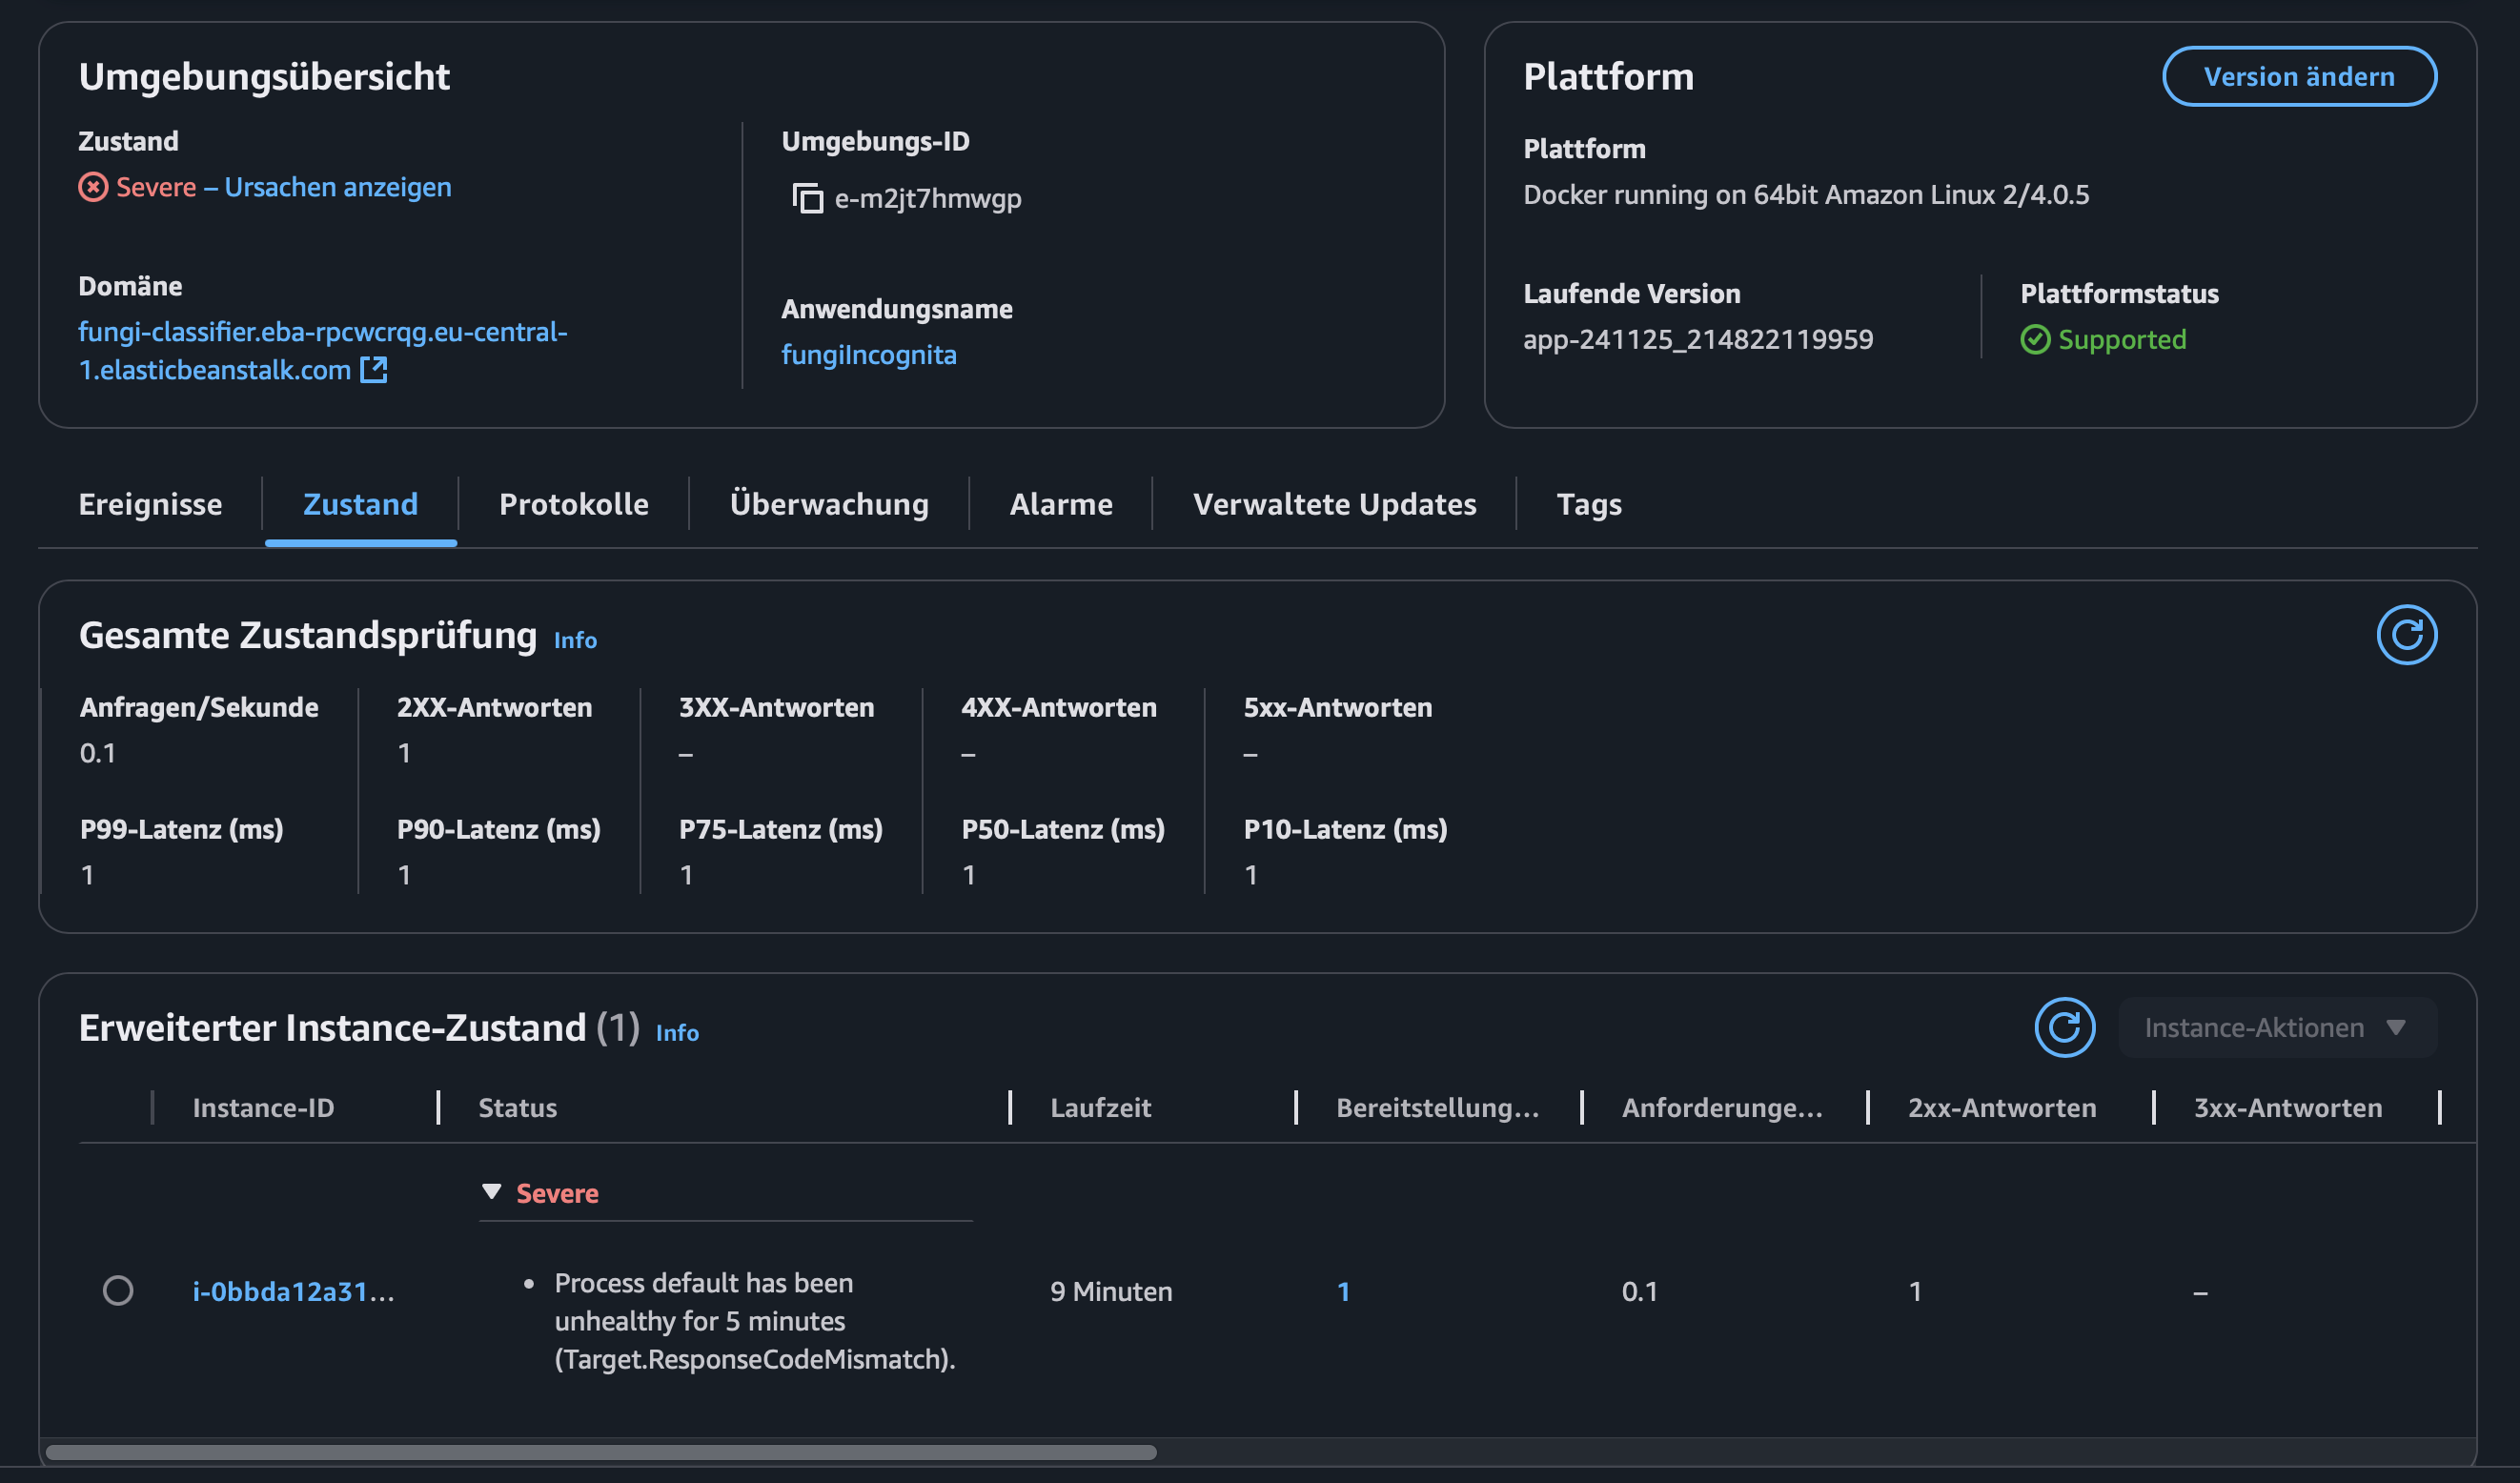 Umgebungsübersicht
Zustand
Severe – Ursachen anzeigen
Domäne
fungi-classifier.eba-rpcwcrqg.eu-central-
1.elasticbeanstalk.com
Umgebungs-ID
e-m2jt7hmwgp
Anwendungsname
fungiIncognita
Plattform
Version ändern
Plattform
Docker running on 64bit Amazon Linux 2/4.0.5
Laufende Version
app-241125_214822119959
Plattformstatus
Supported
Ereignisse
Zustand
Protokolle
Überwachung
Alarme
Verwaltete Updates
Tags
Gesamte Zustandsprüfung Info
Anfragen/Sekunde
0.1
2XX-Antworten
1
3XX-Antworten
–
4XX-Antworten
–
5xx-Antworten
–
P99-Latenz (ms)
1
P90-Latenz (ms)
1
P75-Latenz (ms)
1
P50-Latenz (ms)
1
P10-Latenz (ms)
1
Erweiterter Instance-Zustand (1) Info
Instance-Aktionen
Instance-ID
Status
Laufzeit
Bereitstellung...
Anforderunge...
2xx-Antworten
3xx-Antworten
i-0bbda12a31...
Severe
Process default has been
unhealthy for 5 minutes
(Target.ResponseCodeMismatch).
9 Minuten
1
0.1
1
–